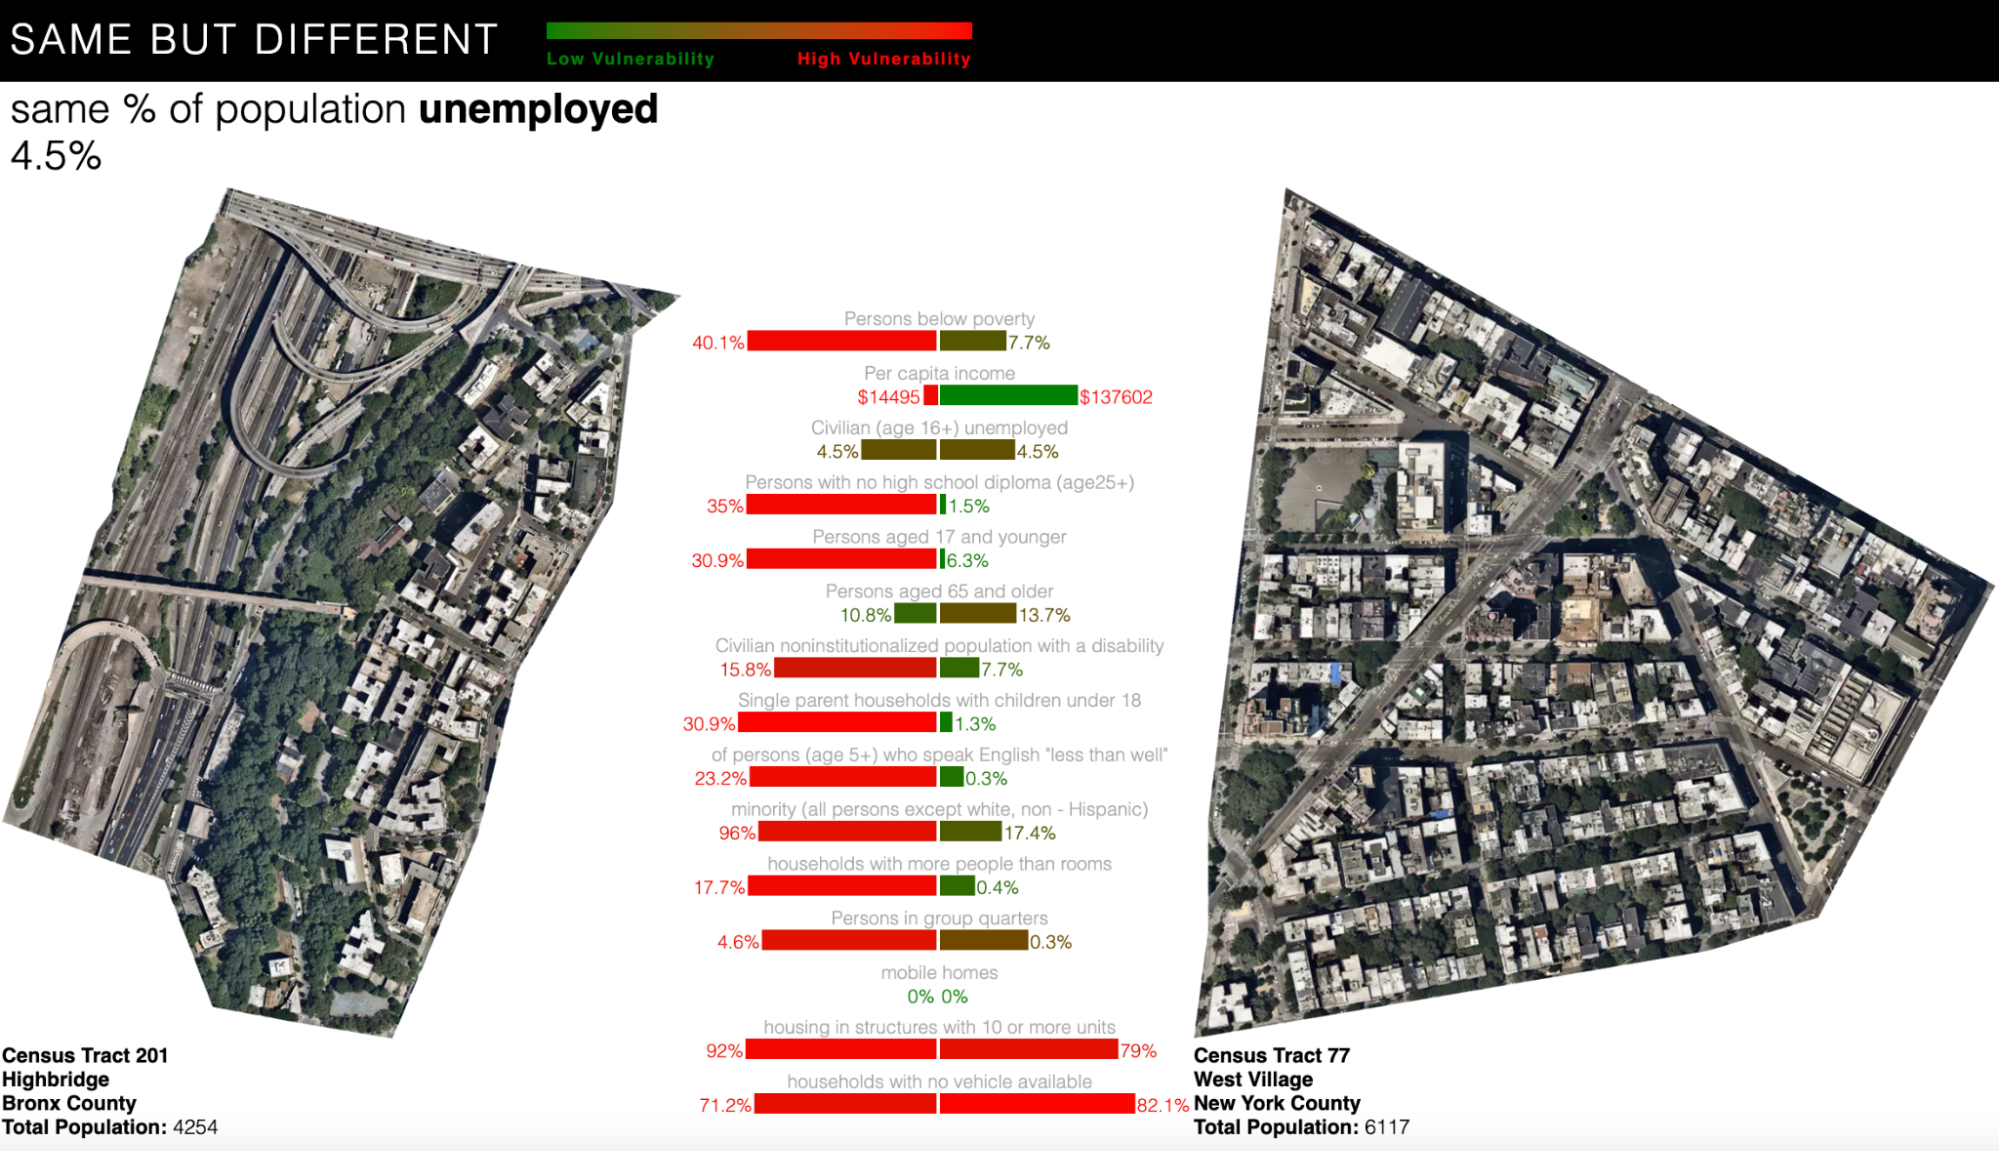 SAME BUT DIFFERENT
Low Vulnerability High Vulnerability
same % of population unemployed
4.5%
Persons below poverty
40.1% 7.7%
Per capita income
$14495 $137602
Civilian (age 16+) unemployed
4.5% 4.5%
Persons with no high school diploma (age25+)
35% 1.5%
Persons aged 17 and younger
30.9% 6.3%
Persons aged 65 and older
10.8% 13.7%
Civilian noninstitutionalized population with a disability
15.8% 7.7%
Single parent households with children under 18
30.9% 1.3%
of persons (age 5+) who speak English "less than well"
23.2% 0.3%
minority (all persons except white, non - Hispanic)
96% 17.4%
households with more people than rooms
17.7% 0.4%
Persons in group quarters
4.6% 0.3%
mobile homes
0% 0%
housing in structures with 10 or more units
92% 79%
households with no vehicle available
71.2% 82.1%
Census Tract 201
Highbridge
Bronx County
Total Population: 4254
Census Tract 77
West Village
New York County
Total Population: 6117